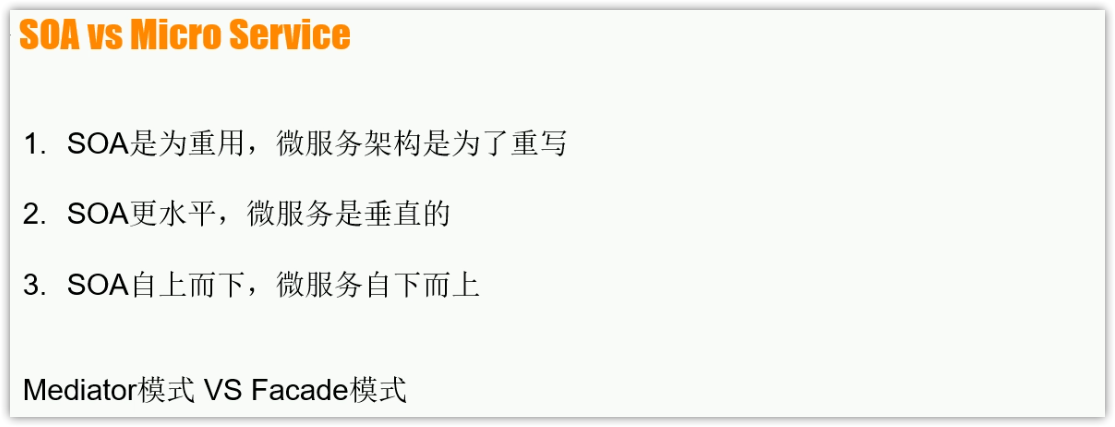 SOA vs Micro Service
1. SOA是为重用，微服务架构是为了重写
2. SOA更水平，微服务是垂直的
3. SOA自上而下，微服务自下而上
Mediator模式 VS Facade模式